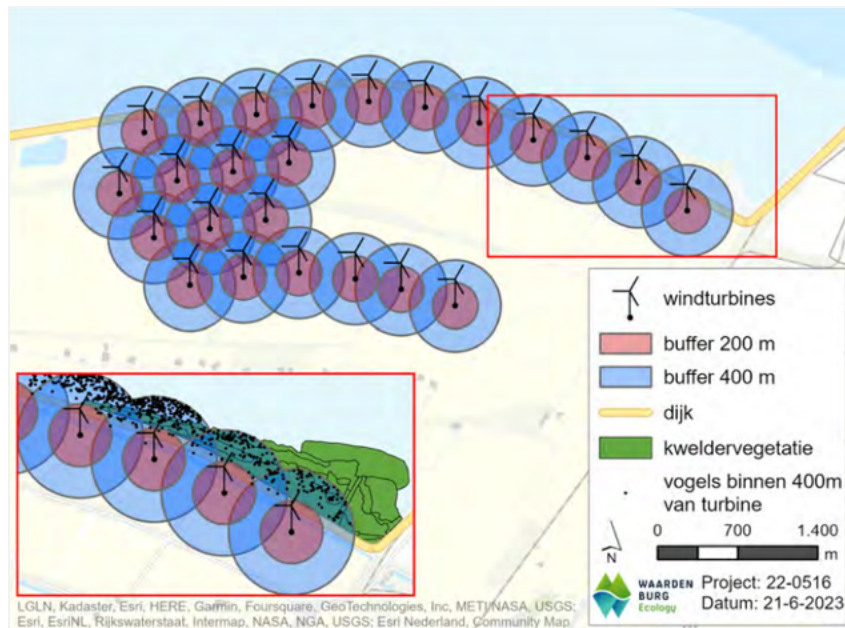 windturbines
buffer 200 m
buffer 400 m
dijk
kweldervegetatie
vogels binnen 400m
van turbine
0 700 1.400
m
N
WAARDEN
BURG
Ecology
Project: 22-0516
Datum: 21-6-2023
LGLN, Kadaster, Esri, HERE, Garmin, Foursquare, GeoTechnologies, Inc, METI/NASA, USGS;
Esri, EsriNL, Rijkswaterstaat, Intermap, NASA, NGA, USGS; Esri Nederland, Community Map